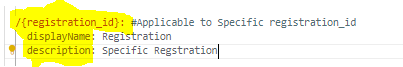 /{registration_id}: #Applicable to Specific registration_id
displayName: Registration
description: Specific Regstration